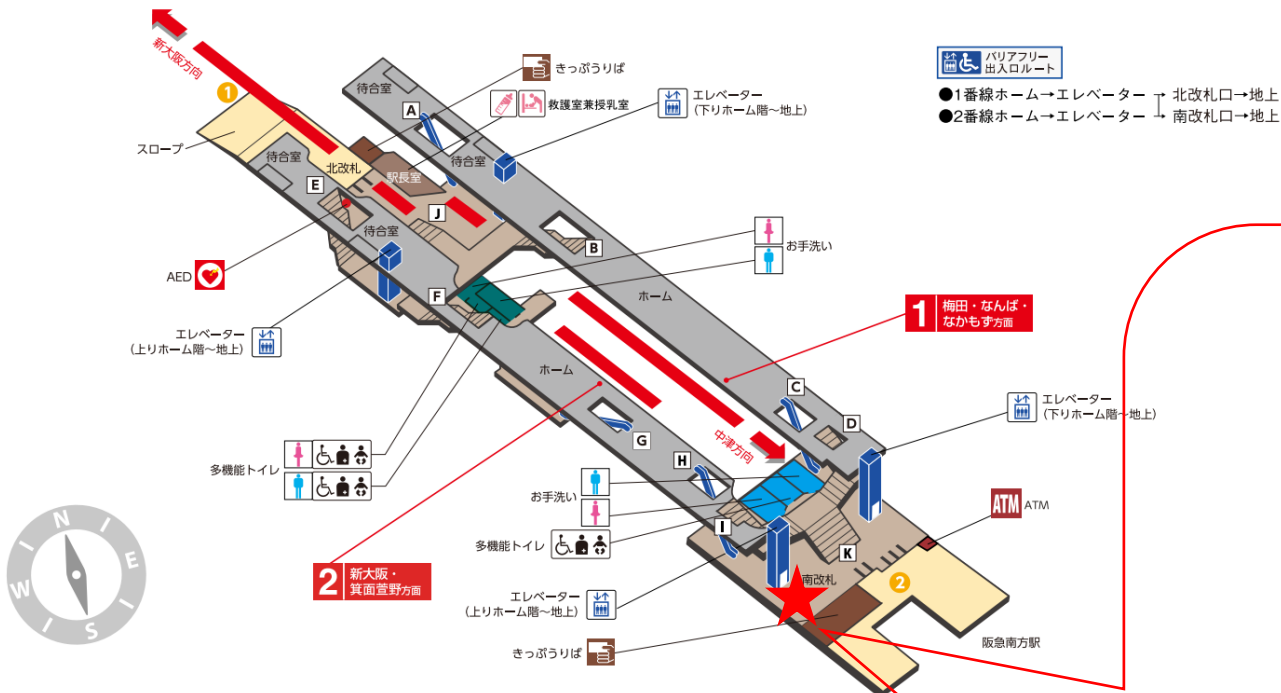 新大阪方向
1
スロープ
待合室
E
北改札
きっぷうりば
救護室兼授乳室
駅長室
J
待合室
A
待合室
エレベーター
(下りホーム階～地上)
B
お手洗い
バリアフリー
出入口ルート
●1番線ホーム→エレベーター → 北改札口→地上
●2番線ホーム→エレベーター → 南改札口→地上
AED
待合室
F
エレベーター
(上りホーム階～地上)
ホーム
1 梅田・なんば・
なかもず方面
ホーム
G
C
D
エレベーター
(下りホーム階～地上)
中津方向
H
多機能トイレ
お手洗い
多機能トイレ
I
K
ATM ATM
2 新大阪・
箕面萱野方面
南改札
2
エレベーター
(上りホーム階～地上)
きっぷうりば
阪急南方駅
N
E
S
W